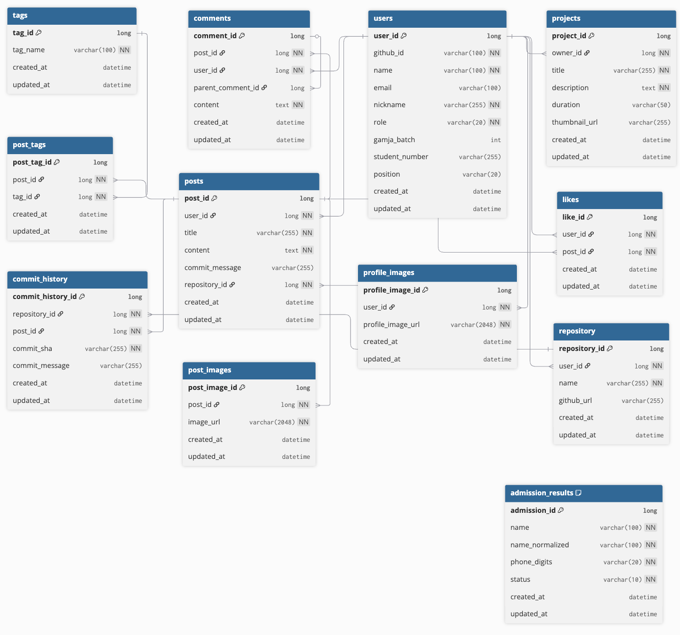 tags
tag_id long
tag_name varchar(100) NN
created_at datetime
updated_at datetime
comments
comment_id long
post_id long NN
user_id long NN
parent_comment_id long
content text NN
created_at datetime
updated_at datetime
users
user_id long
github_id varchar(100) NN
name varchar(100) NN
email varchar(100)
nickname varchar(255) NN
role varchar(20) NN
gamja_batch int
student_number varchar(255)
position varchar(20)
created_at datetime
updated_at datetime
projects
project_id long
owner_id long NN
title varchar(255) NN
description text NN
duration varchar(50)
thumbnail_url varchar(255)
created_at datetime
updated_at datetime
post_tags
post_tag_id long
post_id long NN
tag_id long NN
created_at datetime
updated_at datetime
posts
post_id long
user_id long NN
title varchar(255) NN
content text NN
commit_message varchar(255)
repository_id long NN
created_at datetime
updated_at datetime
likes
like_id long
user_id long NN
post_id long NN
created_at datetime
updated_at datetime
commit_history
commit_history_id long
repository_id long NN
post_id long NN
commit_sha varchar(255) NN
commit_message varchar(255)
created_at datetime
updated_at datetime
profile_images
profile_image_id long
user_id long NN
profile_image_url varchar(2048) NN
created_at datetime
updated_at datetime
repository
repository_id long
user_id long NN
name varchar(255) NN
github_url varchar(255)
created_at datetime
updated_at datetime
post_images
post_image_id long
post_id long NN
image_url varchar(2048) NN
created_at datetime
updated_at datetime
admission_results
admission_id long
name varchar(100) NN
name_normalized varchar(100) NN
phone_digits varchar(20) NN
status varchar(10) NN
created_at datetime
updated_at datetime